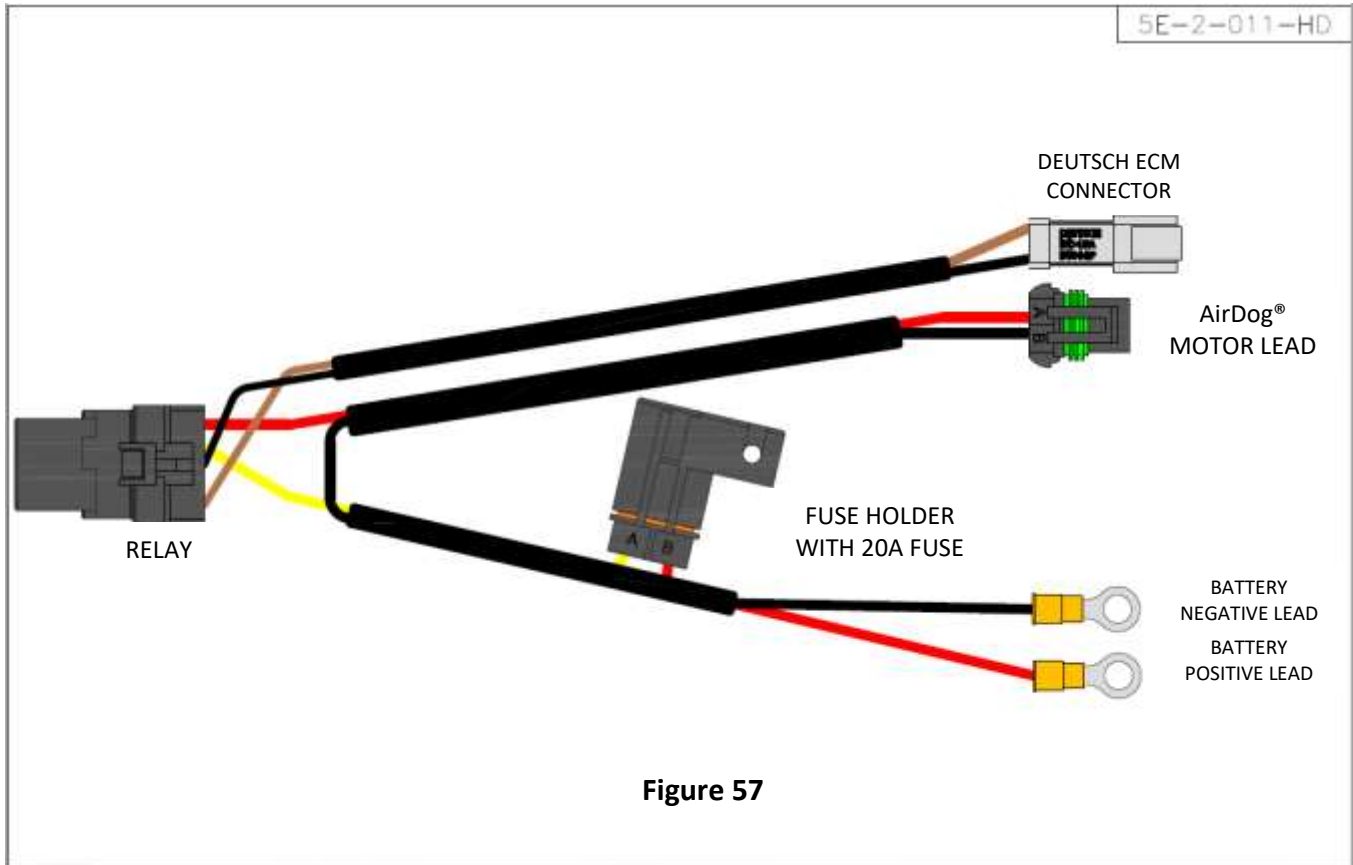 5E-2-011-HD
DEUTSCH ECM
CONNECTOR
AirDog®
MOTOR LEAD
A
B
RELAY
FUSE HOLDER
WITH 20A FUSE
A B
BATTERY
NEGATIVE LEAD
BATTERY
POSITIVE LEAD
Figure 57